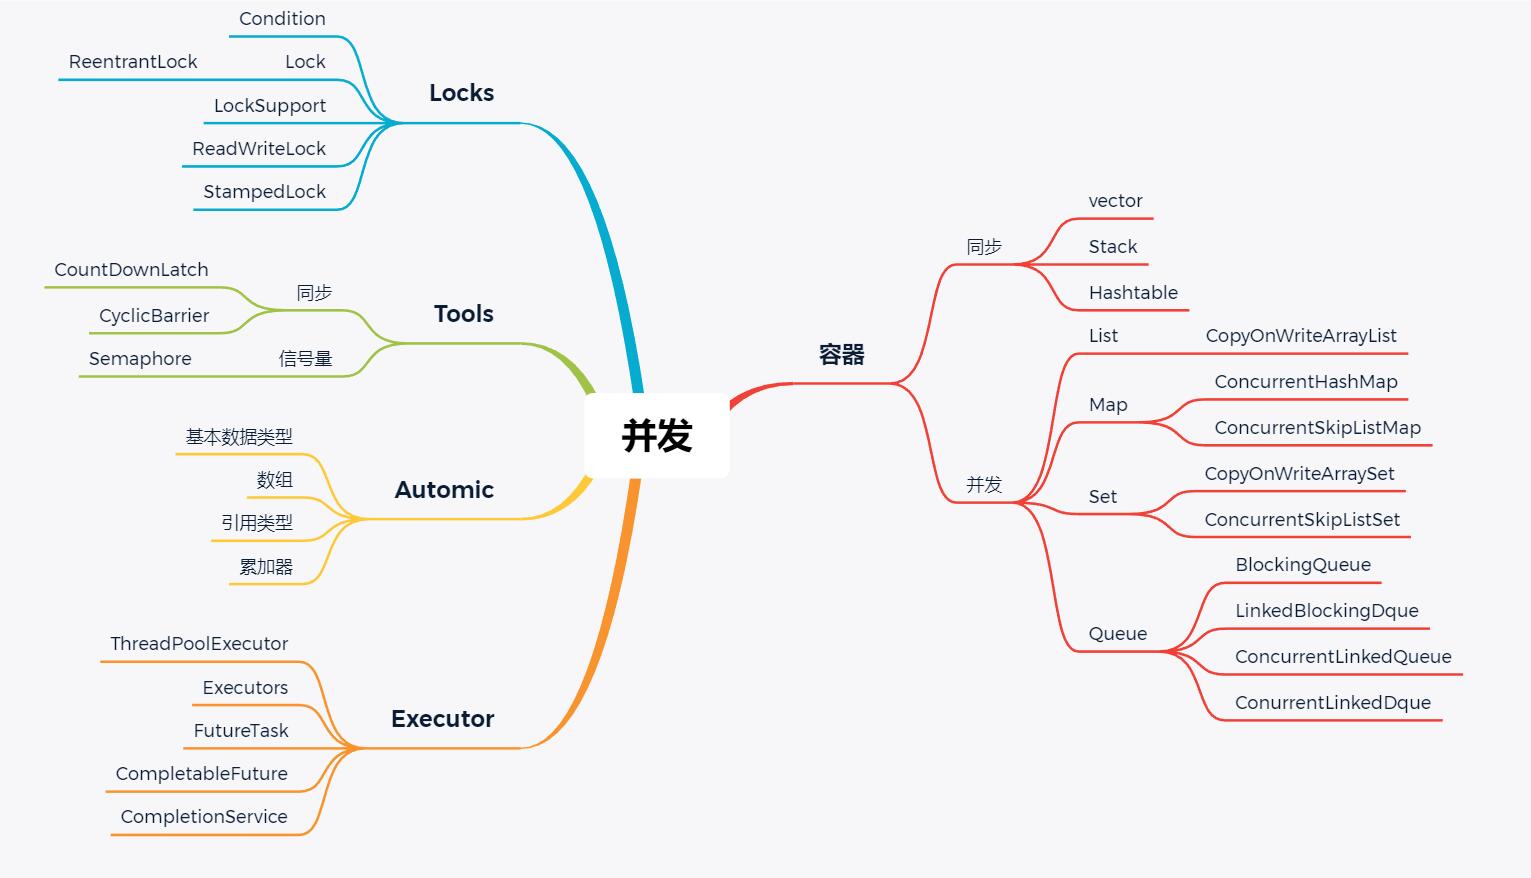 并发
Locks
Condition
Lock
ReentrantLock
LockSupport
ReadWriteLock
StampedLock
Tools
同步
CountDownLatch
CyclicBarrier
信号量
Semaphore
Automic
基本数据类型
数组
引用类型
累加器
Executor
ThreadPoolExecutor
Executors
FutureTask
CompletableFuture
CompletionService
容器
同步
vector
Stack
Hashtable
并发
List
CopyOnWriteArrayList
Map
ConcurrentHashMap
ConcurrentSkipListMap
Set
CopyOnWriteArraySet
ConcurrentSkipListSet
Queue
BlockingQueue
LinkedBlockingDque
ConcurrentLinkedQueue
ConurrentLinkedDque